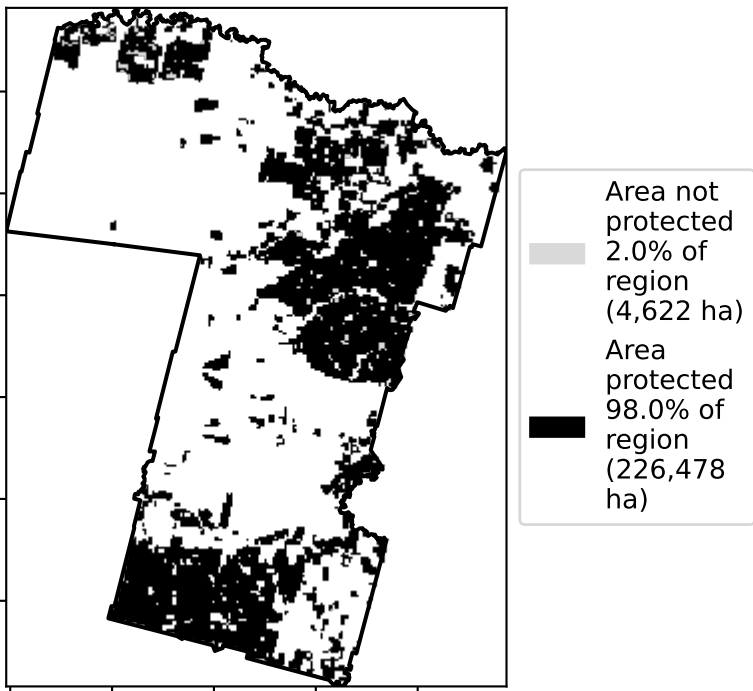 Area not
protected
2.0% of
region
(4,622 ha)
Area
protected
98.0% of
region
(226,478
ha)